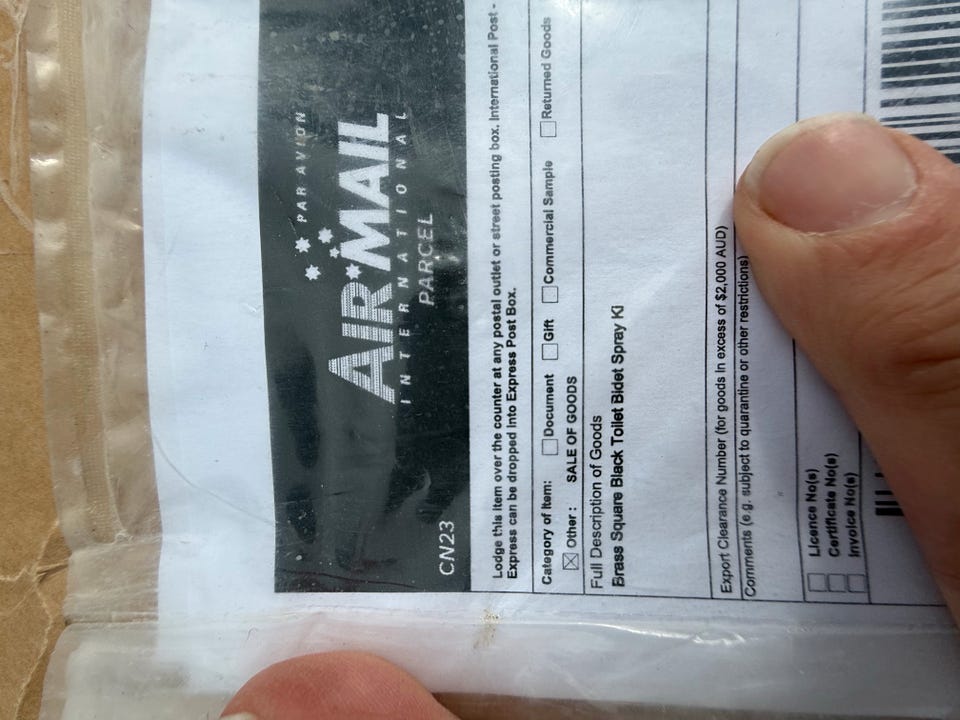 PAR AVION
AIRMAIL
INTERNATIONAL
PARCEL
CN23
Lodge this item over the counter at any postal outlet or street posting box. International Post -
Express can be dropped into Express Post Box.
Category of Item: Document Gift Commercial Sample Returned Goods
Other : SALE OF GOODS
Full Description of Goods
Brass Square Black Toilet Bidet Spray Ki
Export Clearance Number (for goods in excess of $2,000 AUD)
Comments (e g. subject to quarantine or other restrictions)
Licence No(s)
Certificate No(s)
Invoice No(s)